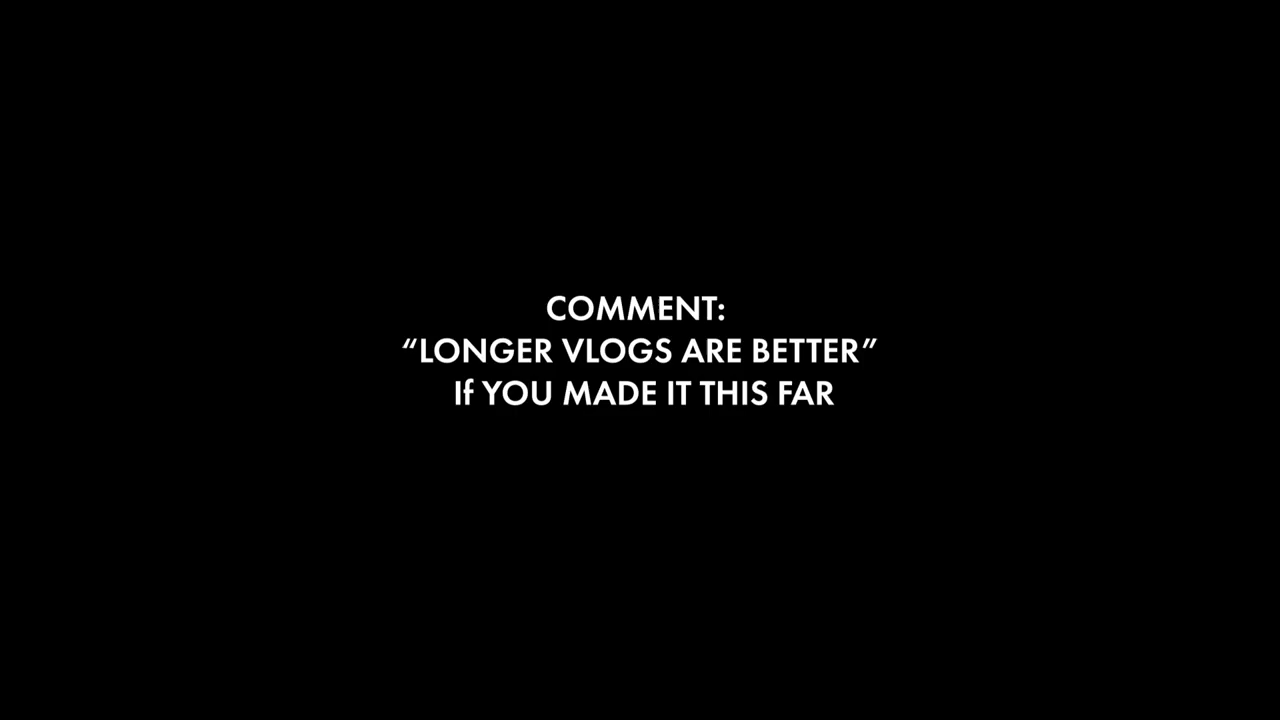 COMMENT:
“LONGER VLOGS ARE BETTER”
If YOU MADE IT THIS FAR